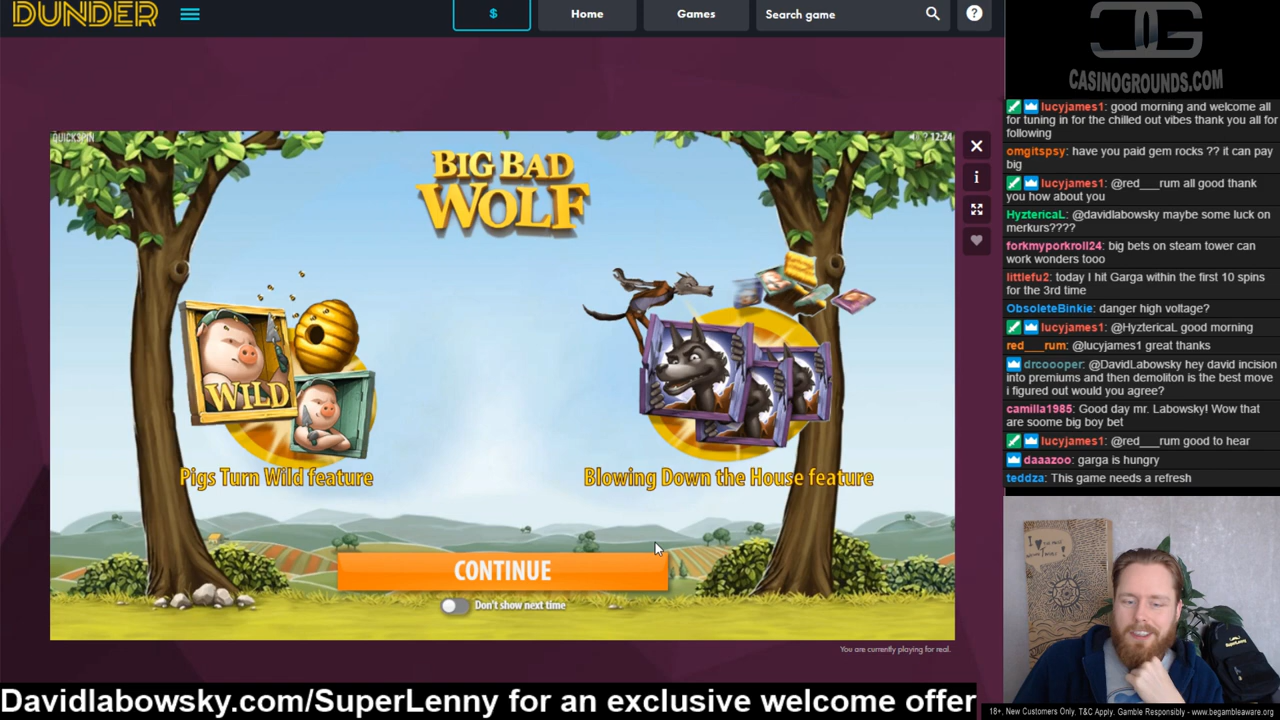 DUNDER
$
Home
Games
Search game
?
QUICKSPIN
12:24
BIG BAD
WOLF
WILD
Pigs Turn Wild feature
Blowing Down the House feature
CONTINUE
Don't show next time
You are currently playing for real.
Davidlabowsky.com/SuperLenny for an exclusive welcome offer
CG
CASINOGROUNDS.COM
lucyjames1: good morning and welcome all
for tuning in for the chilled out vibes thank you all for
following
omgitspsy: have you paid gem rocks ?? it can pay
big
lucyjames1: @red___rum all good thank
you how about you
HyztericaL: @davidlabowsky maybe some luck on
merkurs????
forkmyporkroll24: big bets on steam tower can
work wonders tooo
littlefu2: today I hit Garga within the first 10 spins
for the 3rd time
ObsoleteBinkie: danger high voltage?
lucyjames1: @HyztericaL good morning
red___rum: @lucyjames1 great thanks
drcoooper: @DavidLabowsky hey david incision
into premiums and then demoliton is the best move
i figured out would you agree?
camilla1985: Good day mr. Labowsky! Wow that
are soome big boy bet
lucyjames1: @red___rum good to hear
daaazoo: garga is hungry
teddza: This game needs a refresh
SuperLenny
18+, New Customers Only, T&C Apply, Gamble Responsibly - www.begambleaware.org